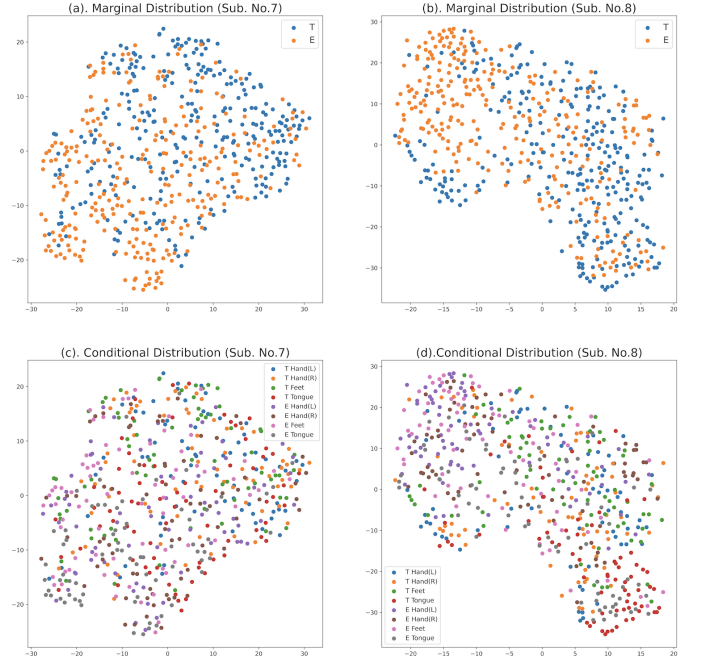 (a). Marginal Distribution (Sub. No.7)
T
E
20
10
0
−10
−20
−30
−20
−10
0
10
20
30
(b). Marginal Distribution (Sub. No.8)
T
E
30
20
10
0
−10
−20
−30
−20
−15
−10
−5
0
5
10
15
20
(c). Conditional Distribution (Sub. No.7)
T Hand(L)
T Hand(R)
T Feet
T Tongue
E Hand(L)
E Hand(R)
E Feet
E Tongue
20
10
0
−10
−20
−30
−20
−10
0
10
20
30
(d).Conditional Distribution (Sub. No.8)
30
20
10
0
−10
−20
−30
T Hand(L)
T Hand(R)
T Feet
T Tongue
E Hand(L)
E Hand(R)
E Feet
E Tongue
−20
−15
−10
−5
0
5
10
15
20